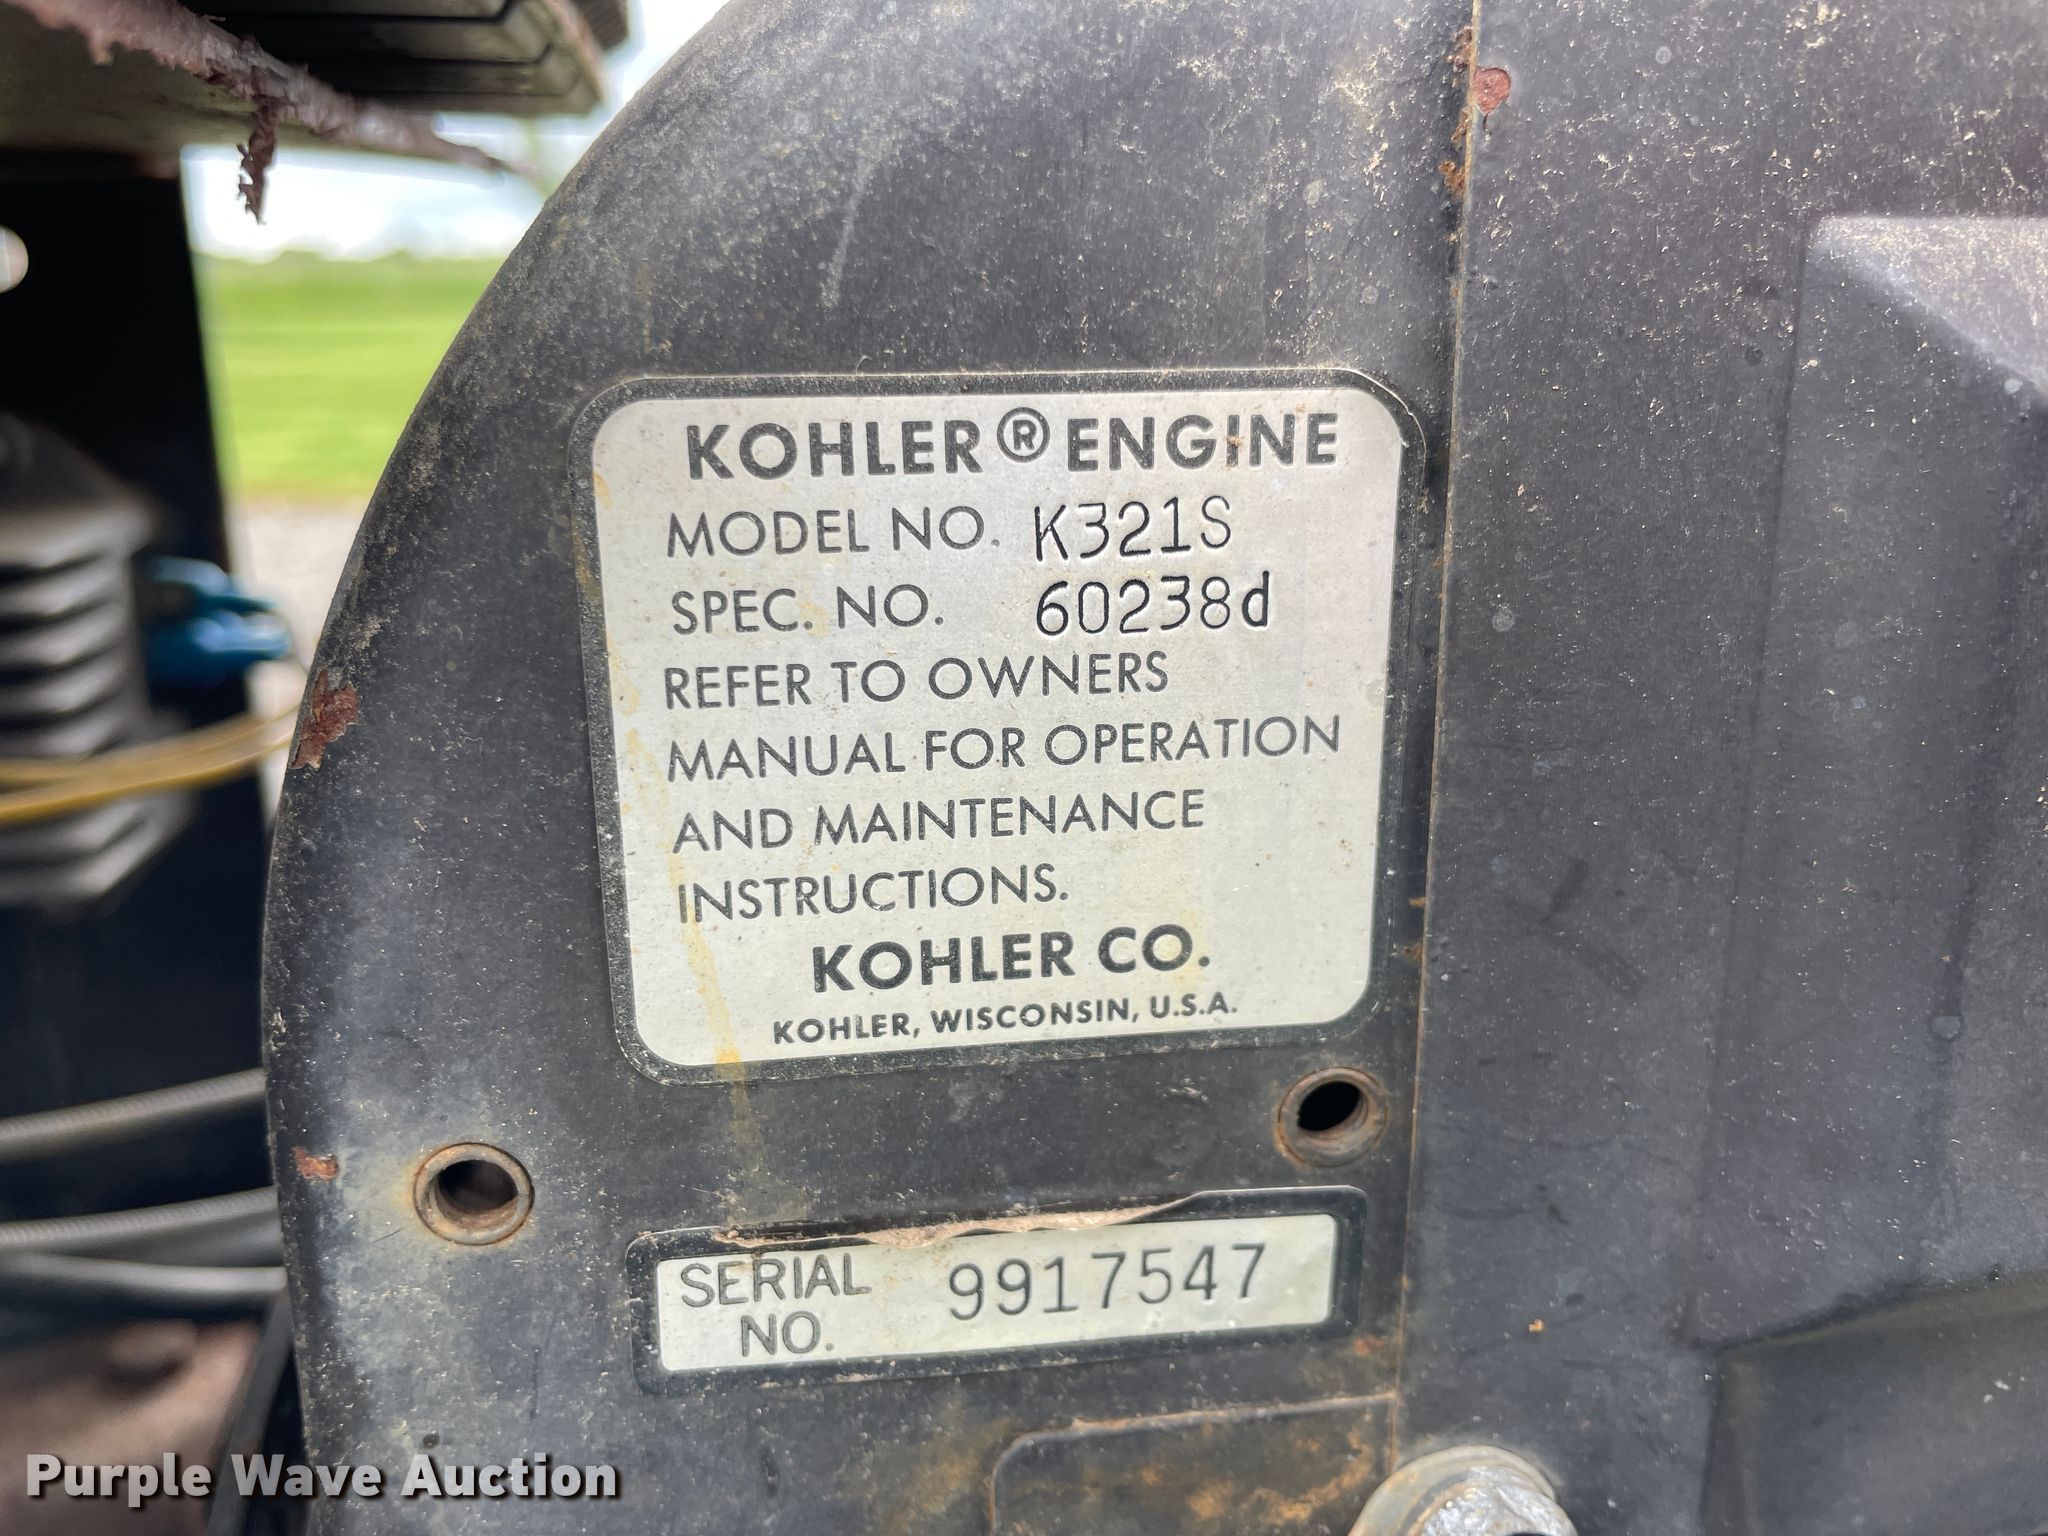 KOHLER® ENGINE
MODEL NO. K321S
SPEC. NO. 60238d
REFER TO OWNERS
MANUAL FOR OPERATION
AND MAINTENANCE
INSTRUCTIONS.
KOHLER CO.
KOHLER, WISCONSIN, U.S.A.
SERIAL NO. 9917547
Purple Wave Auction